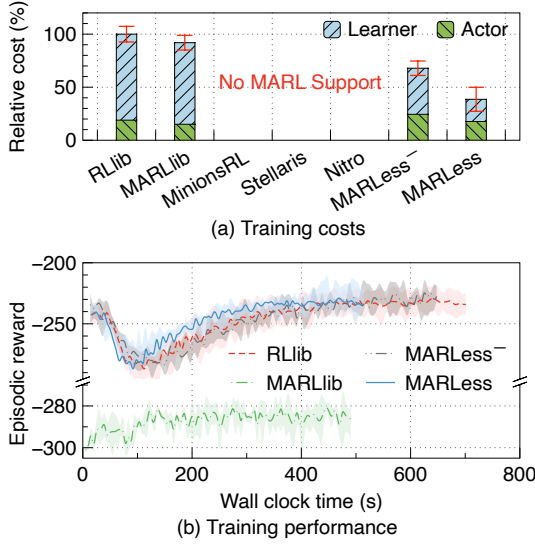 Relative cost (%)
100
50
0
Learner
Actor
No MARL Support
RLlib
MARLlib
MinionsRL
Stellaris
Nitro
MARLess⁻
MARLess
(a) Training costs
Episodic reward
−200
−250
−280
−300
RLlib
MARLess⁻
MARLlib
MARLess
0
200
400
600
800
Wall clock time (s)
(b) Training performance